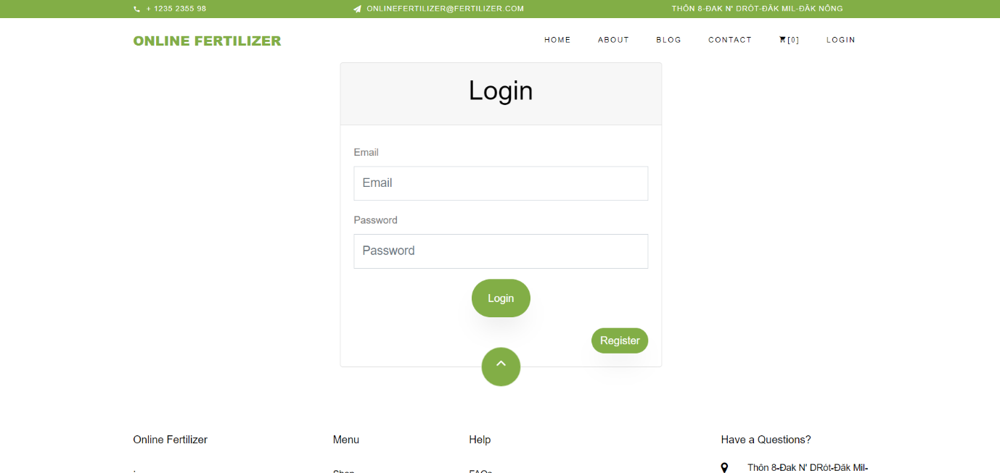 + 1235 2355 98
ONLINEFERTILIZER@FERTILIZER.COM
THÔN 8-ĐAK N' DRÓT-ĐĂK MIL-ĐĂK NÔNG
ONLINE FERTILIZER
HOME
ABOUT
BLOG
CONTACT
[0]
LOGIN
Login
Email
Email
Password
Password
Login
Register
Online Fertilizer
Menu
Help
Have a Questions?
.
Shop
FAQs
Thôn 8-Đak N' DRót-Đăk Mil-